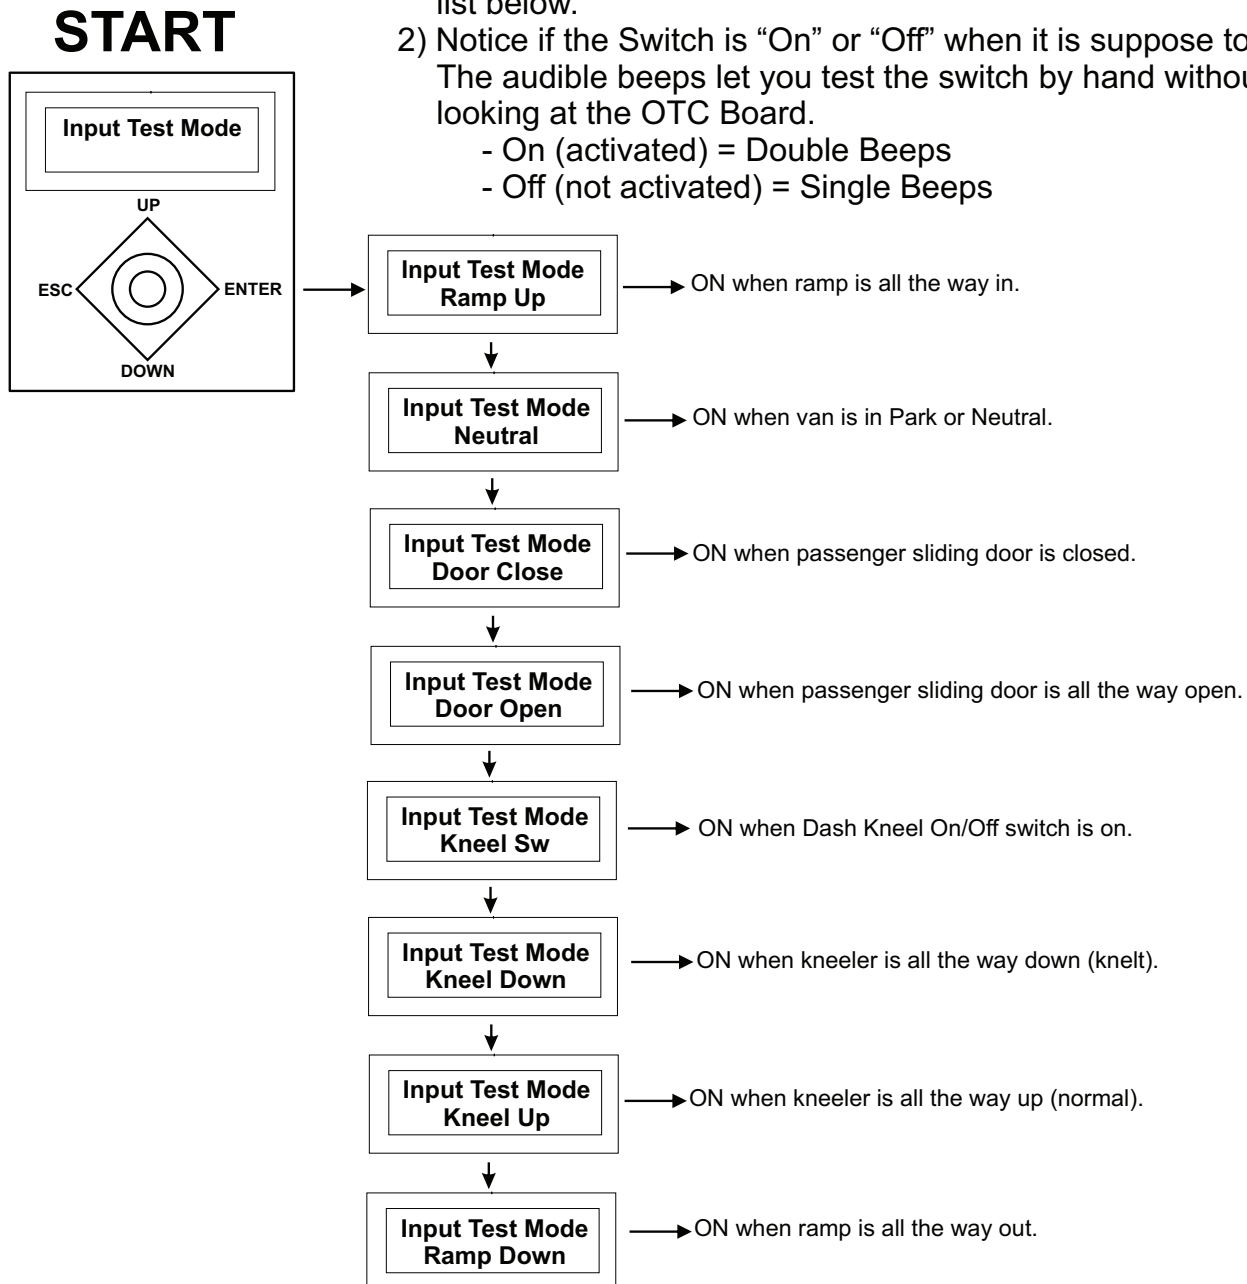 START
list below.
2) Notice if the Switch is “On” or “Off” when it is suppose to
The audible beeps let you test the switch by hand withou
looking at the OTC Board.
- On (activated) = Double Beeps
- Off (not activated) = Single Beeps
Input Test Mode
UP
ESC
ENTER
DOWN
Input Test Mode
Ramp Up
ON when ramp is all the way in.
Input Test Mode
Neutral
ON when van is in Park or Neutral.
Input Test Mode
Door Close
ON when passenger sliding door is closed.
Input Test Mode
Door Open
ON when passenger sliding door is all the way open.
Input Test Mode
Kneel Sw
ON when Dash Kneel On/Off switch is on.
Input Test Mode
Kneel Down
ON when kneeler is all the way down (knelt).
Input Test Mode
Kneel Up
ON when kneeler is all the way up (normal).
Input Test Mode
Ramp Down
ON when ramp is all the way out.